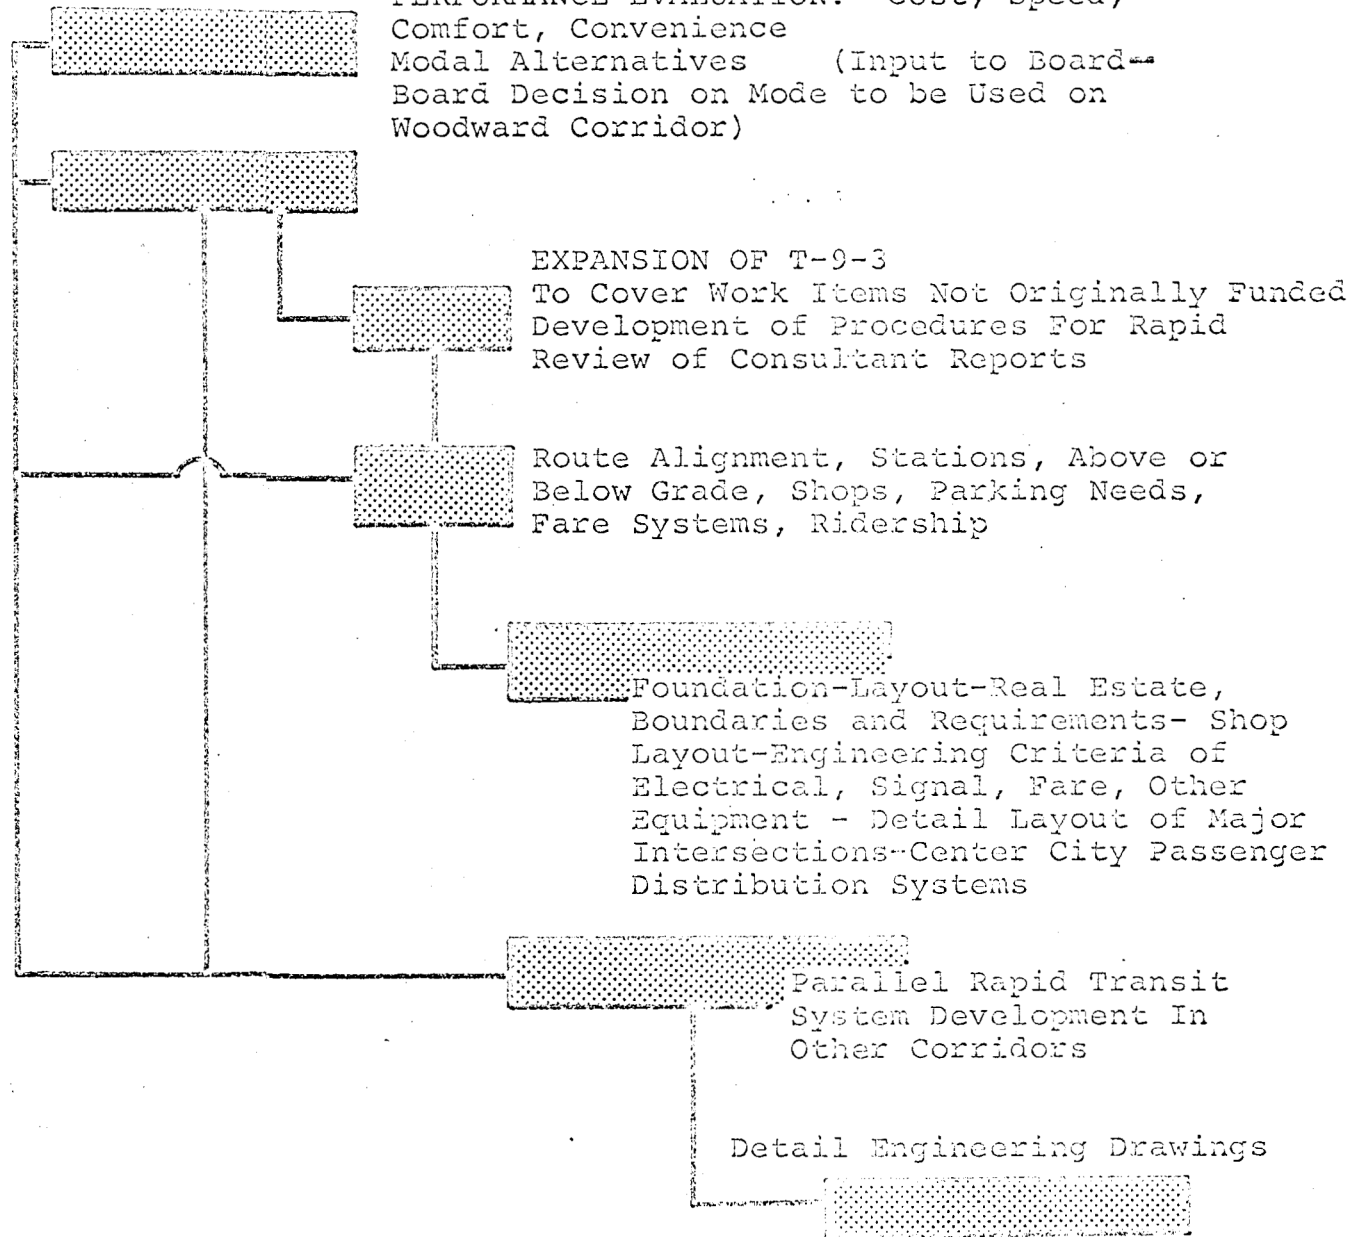 PERFORMANCE EVALUATION: Cost, Speed,
Comfort, Convenience
Modal Alternatives (Input to Board--
Board Decision on Mode to be Used on
Woodward Corridor)
EXPANSION OF T-9-3
To Cover Work Items Not Originally Funded
Development of Procedures For Rapid
Review of Consultant Reports
Route Alignment, Stations, Above or
Below Grade, Shops, Parking Needs,
Fare Systems, Ridership
Foundation-Layout-Real Estate,
Boundaries and Requirements- Shop
Layout-Engineering Criteria of
Electrical, Signal, Fare, Other
Equipment - Detail Layout of Major
Intersections-Center City Passenger
Distribution Systems
Parallel Rapid Transit
System Development In
Other Corridors
Detail Engineering Drawings